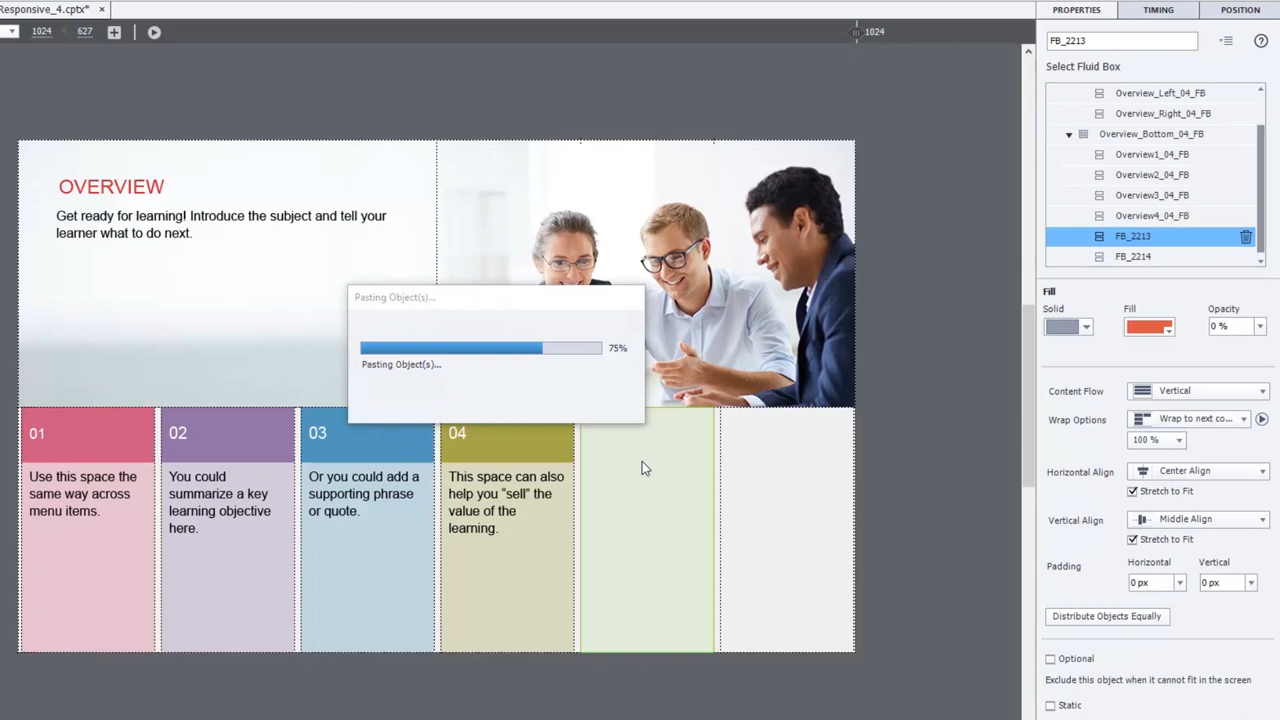 Responsive_4.cptx* ×
PROPERTIES TIMING POSITION
1024 × 627
1024
FB_2213
Select Fluid Box
Overview_Left_04_FB
Overview_Right_04_FB
Overview_Bottom_04_FB
Overview1_04_FB
Overview2_04_FB
Overview3_04_FB
Overview4_04_FB
FB_2213
FB_2214
Fill
Solid Fill Opacity
0 %
Content Flow Vertical
Wrap Options Wrap to next co...
100 %
Horizontal Align Center Align
Stretch to Fit
Vertical Align Middle Align
Stretch to Fit
Padding Horizontal Vertical
0 px 0 px
Distribute Objects Equally
Optional
Exclude this object when it cannot fit in the screen
Static
OVERVIEW
Get ready for learning! Introduce the subject and tell your
learner what to do next.
Pasting Object(s)...
75%
Pasting Object(s)...
01
Use this space the
same way across
menu items.
02
You could
summarize a key
learning objective
here.
03
Or you could add a
supporting phrase
or quote.
04
This space can also
help you “sell” the
value of the
learning.